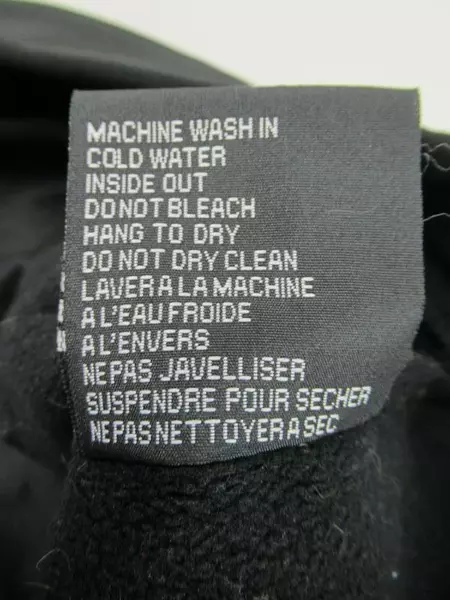 MACHINE WASH IN
COLD WATER
INSIDE OUT
DO NOT BLEACH
HANG TO DRY
DO NOT DRY CLEAN
LAVER A LA MACHINE
A L'EAU FROIDE
A L'ENVERS
NE PAS JAVELLISER
SUSPENDRE POUR SECHER
NE PAS NETTOYER A SEC